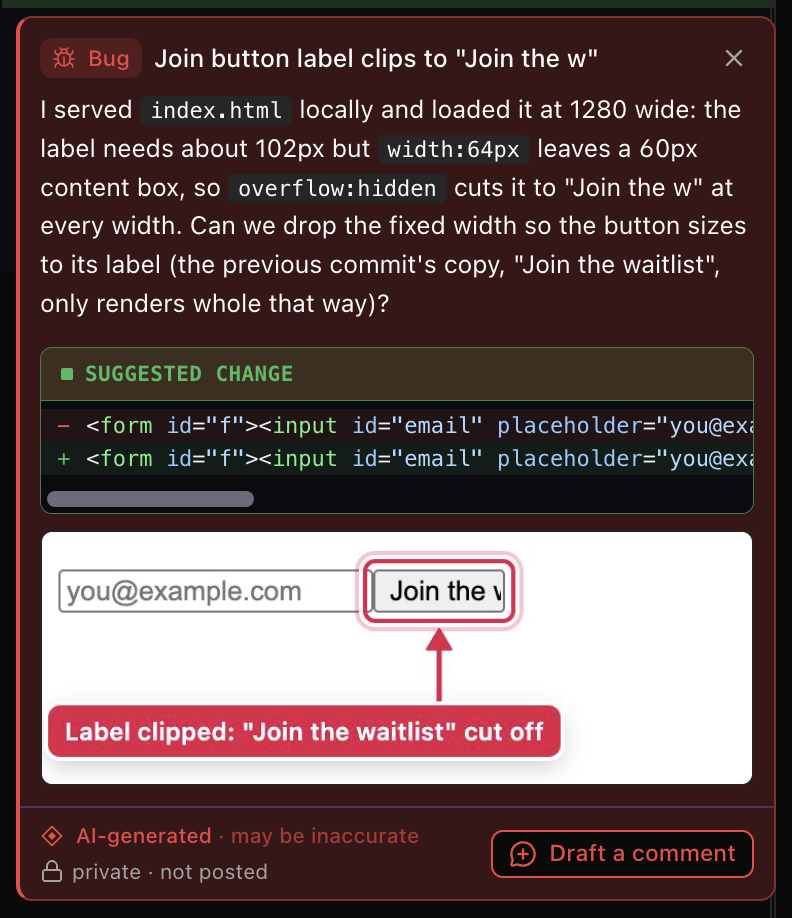 Bug Join button label clips to "Join the w"
I served index.html locally and loaded it at 1280 wide: the
label needs about 102px but width:64px leaves a 60px
content box, so overflow:hidden cuts it to "Join the w" at
every width. Can we drop the fixed width so the button sizes
to its label (the previous commit's copy, "Join the waitlist",
only renders whole that way)?
SUGGESTED CHANGE
− <form id="f"><input id="email" placeholder="you@exa
+ <form id="f"><input id="email" placeholder="you@exa
you@example.com Join the w
Label clipped: "Join the waitlist" cut off
AI-generated · may be inaccurate
private · not posted
Draft a comment